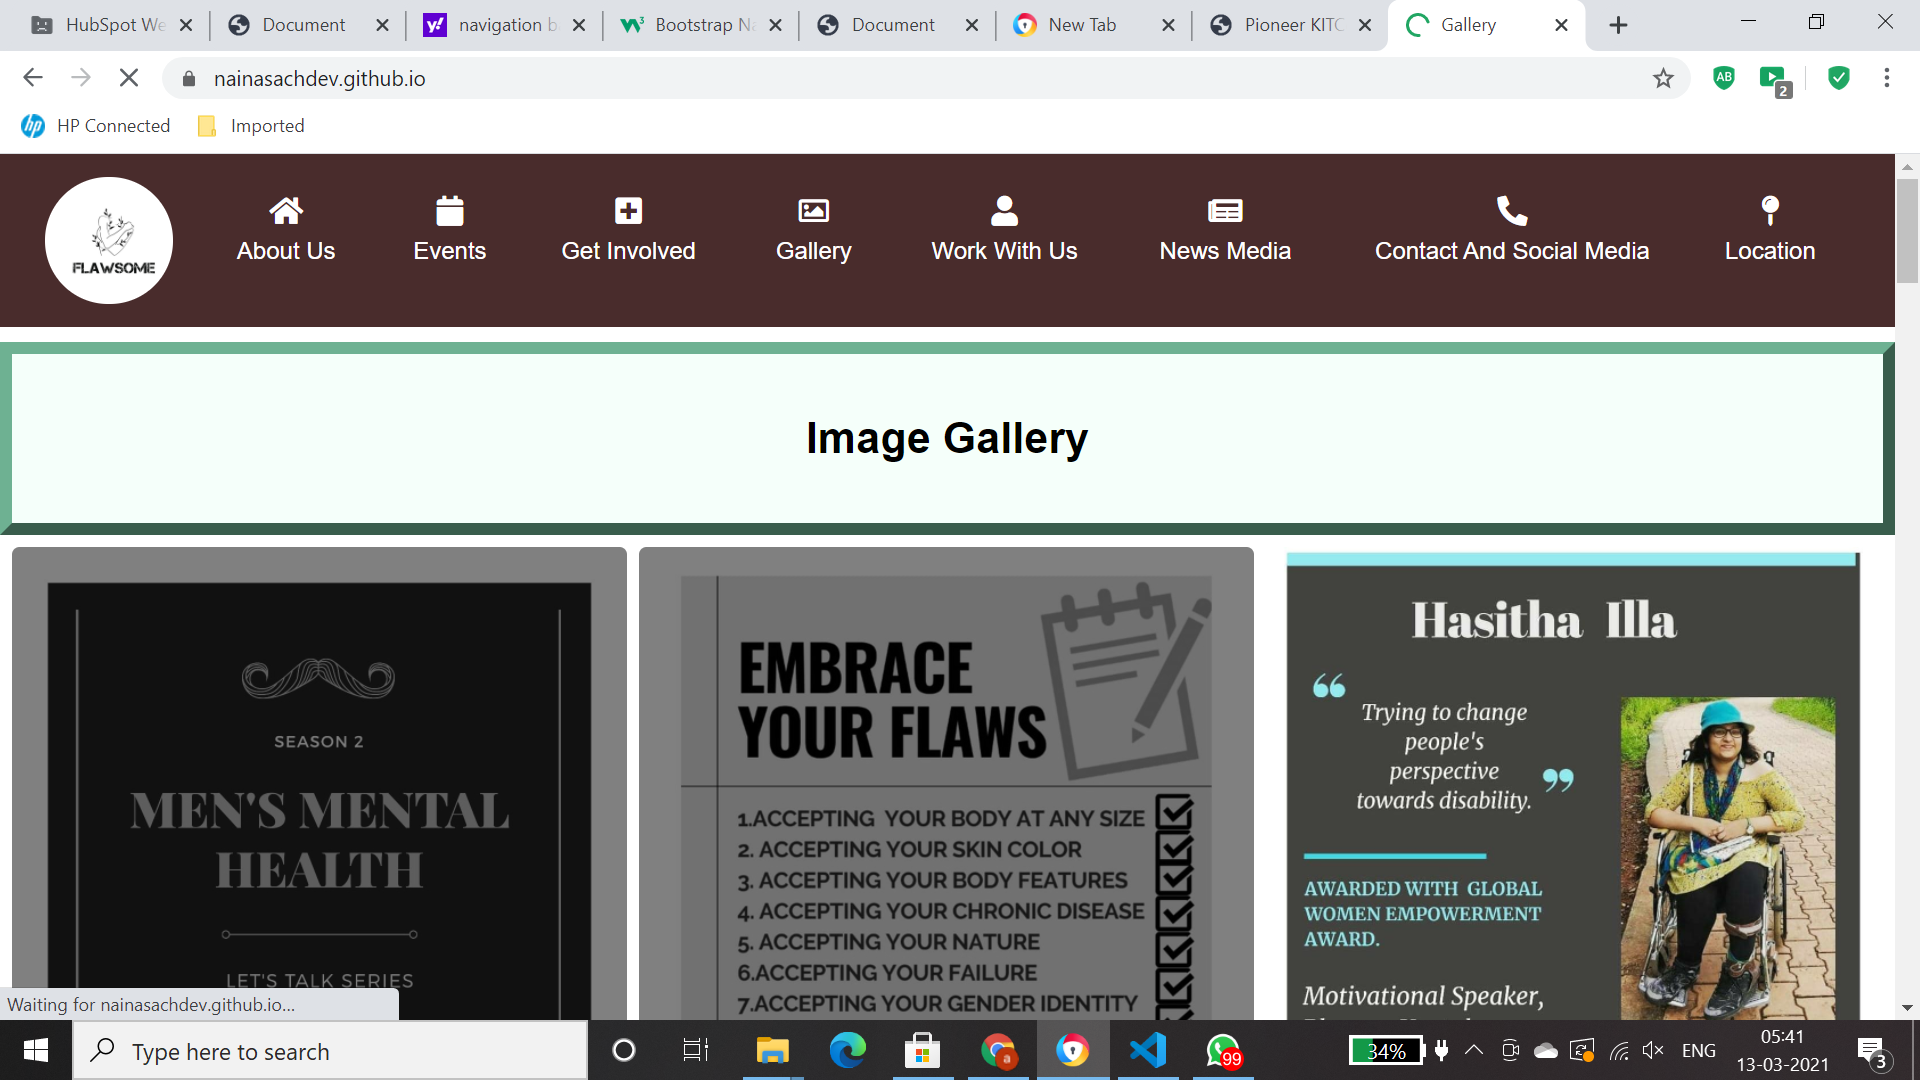 HubSpot We
Document
navigation b
Bootstrap Na
Document
New Tab
Pioneer KITC
Gallery
nainasachdev.github.io
AB
2
hp HP Connected
Imported
FLAWSOME
About Us
Events
Get Involved
Gallery
Work With Us
News Media
Contact And Social Media
Location
Image Gallery
SEASON 2
MEN'S MENTAL
HEALTH
LET'S TALK SERIES
EMBRACE
YOUR FLAWS
1.ACCEPTING YOUR BODY AT ANY SIZE
2. ACCEPTING YOUR SKIN COLOR
3. ACCEPTING YOUR BODY FEATURES
4. ACCEPTING YOUR CHRONIC DISEASE
5. ACCEPTING YOUR NATURE
6.ACCEPTING YOUR FAILURE
7.ACCEPTING YOUR GENDER IDENTITY
Hasitha Illa
“ Trying to change
people's
perspective
towards disability. ”
AWARDED WITH GLOBAL
WOMEN EMPOWERMENT
AWARD.
Motivational Speaker,
Waiting for nainasachdev.github.io...
Type here to search
a
99
34%
ENG
05:41
13-03-2021
3